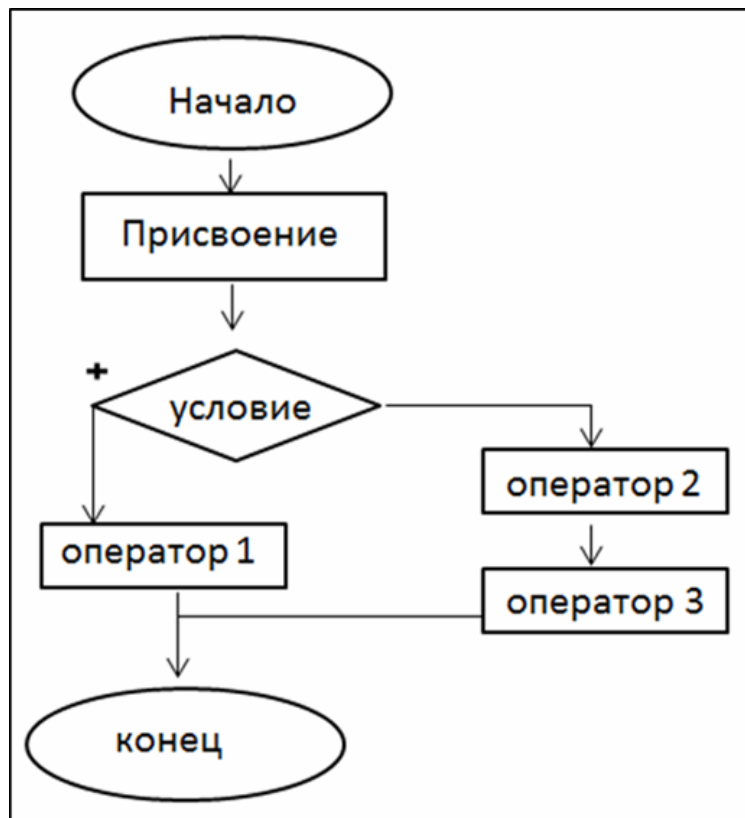 Начало
Присвоение
+
условие
оператор 2
оператор 1
оператор 3
конец